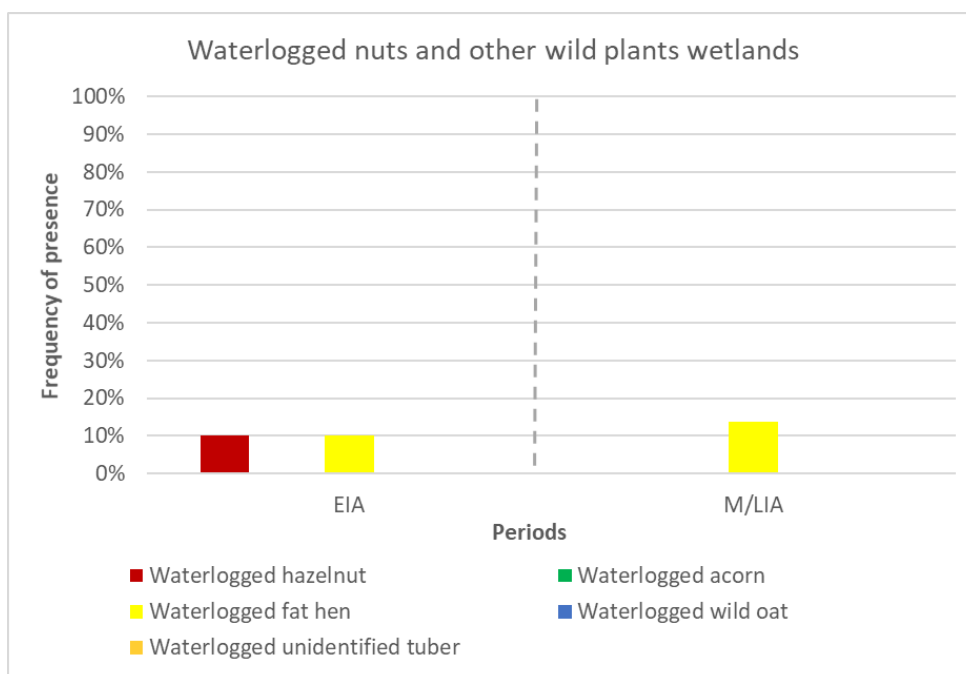 Waterlogged nuts and other wild plants wetlands
100%
90%
80%
70%
60%
50%
40%
30%
20%
10%
0%
Frequency of presence
EIA M/LIA
Periods
Waterlogged hazelnut Waterlogged acorn
Waterlogged fat hen Waterlogged wild oat
Waterlogged unidentified tuber